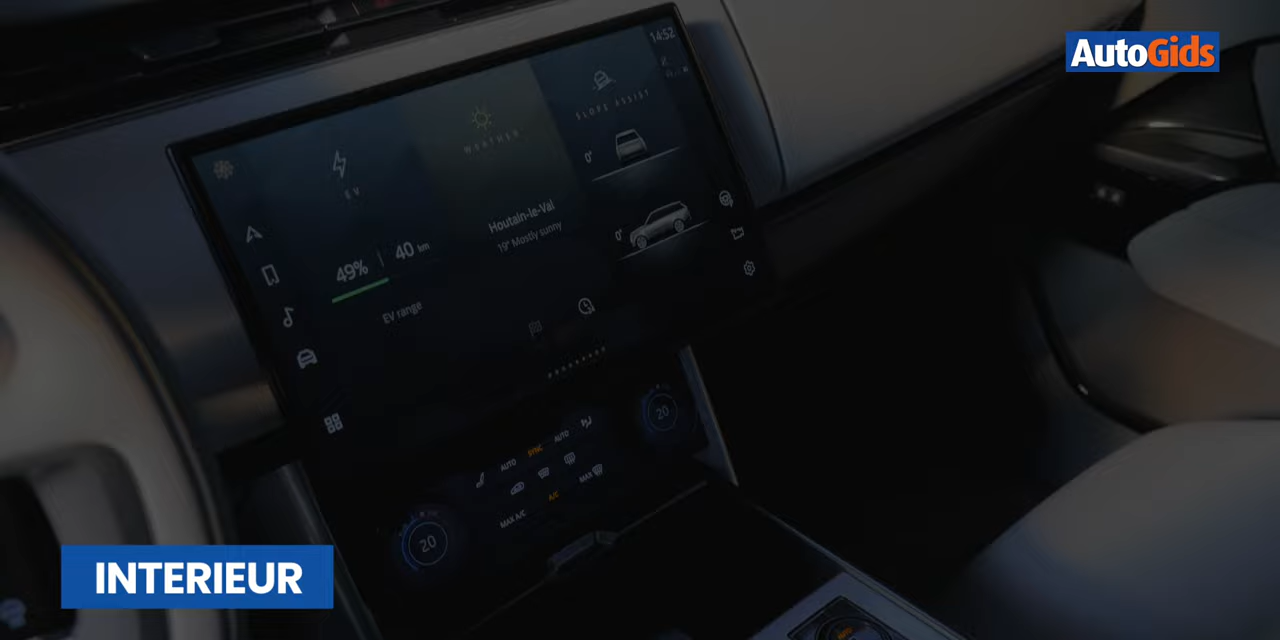 AutoGids
14:52
SLOPE ASSIST
WEATHER
EV
0°
Houtain-le-Val
19° Mostly sunny
0°
49% | 40 km
EV range
20
AUTO
SYNC
AUTO
MAX
A/C
MAX A/C
20
INTERIEUR